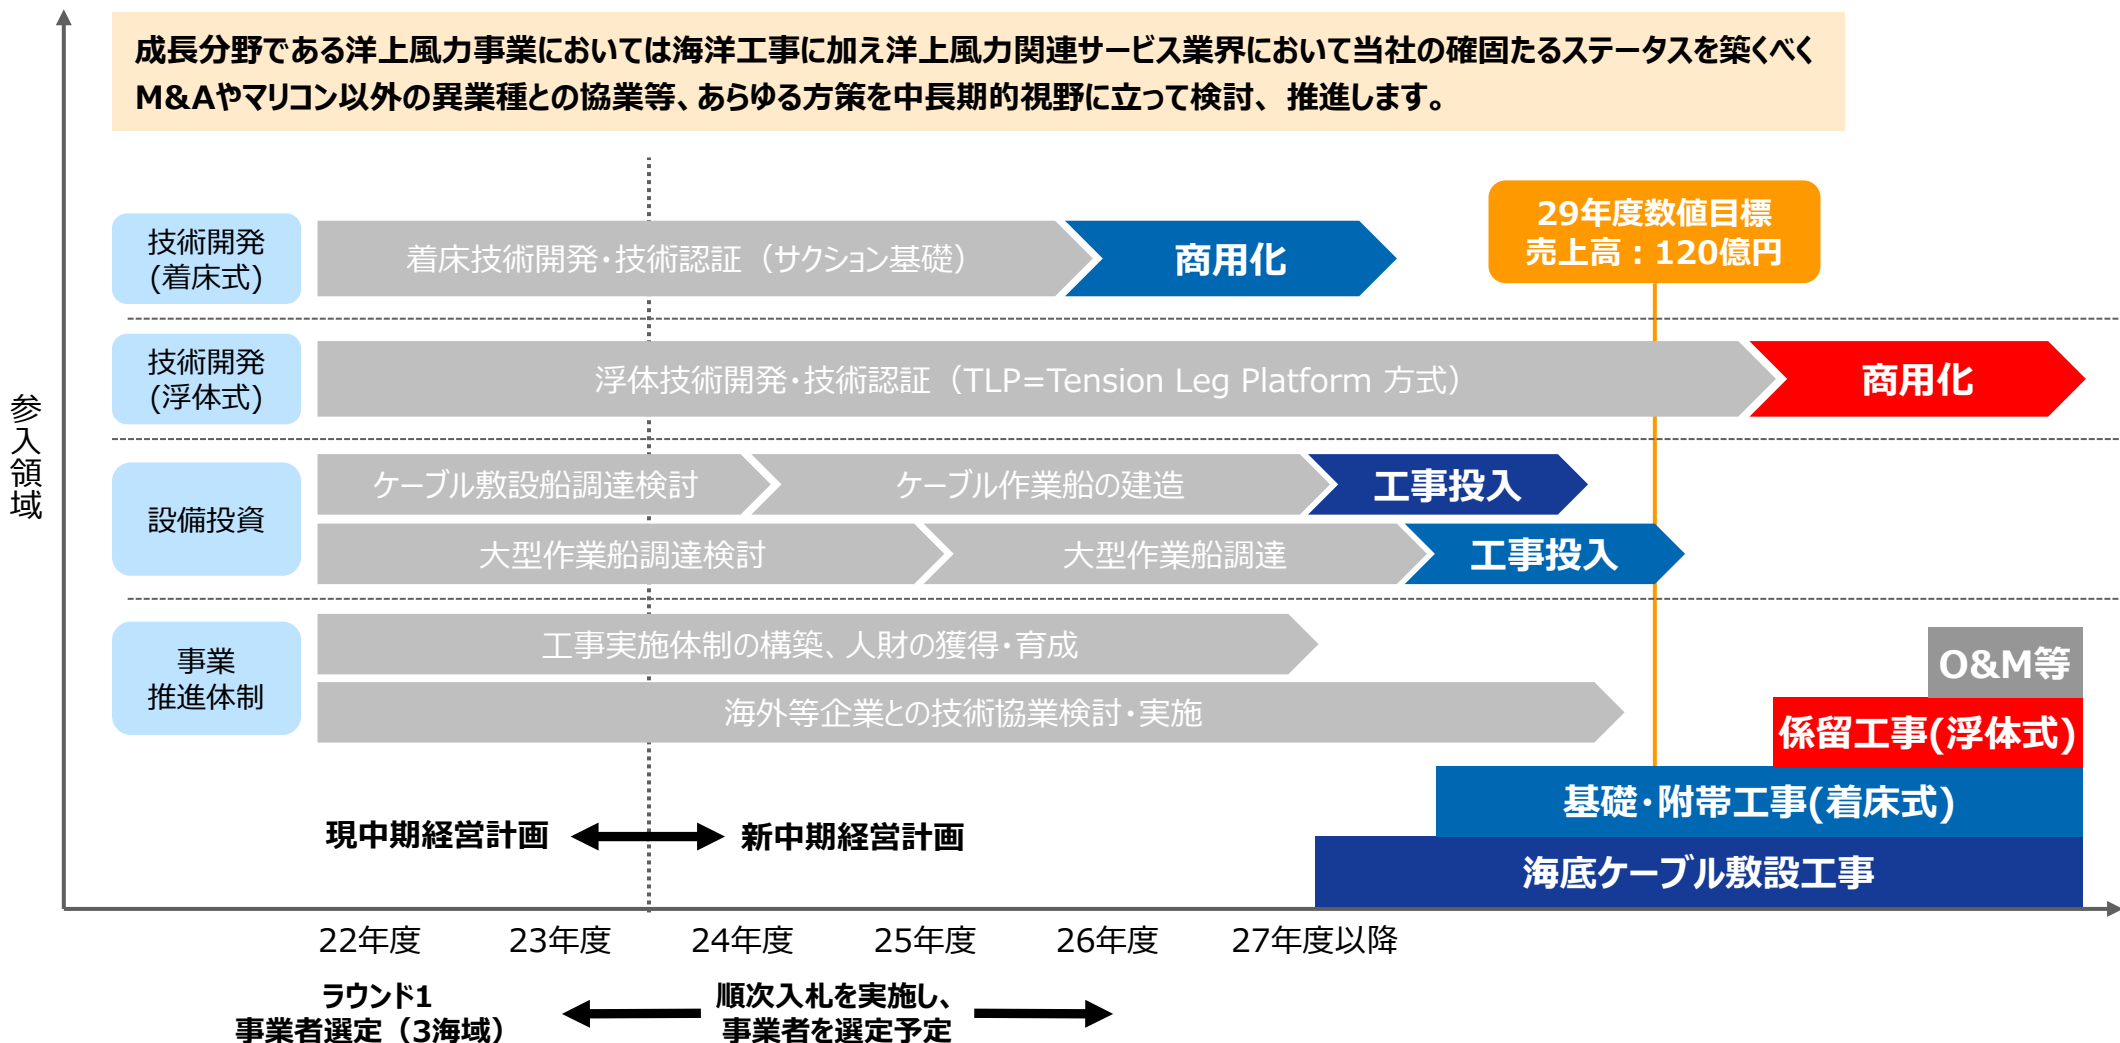 成長分野である洋上風力事業においては海洋工事に加え洋上風力関連サービス業界において当社の確固たるステータスを築くべく
M&Aやマリコン以外の異業種との協業等、あらゆる方策を中長期的視野に立って検討、推進します。
29年度数値目標
売上高：120億円
技術開発
(着床式)
着床技術開発・技術認証（サクション基礎）
商用化
技術開発
(浮体式)
浮体技術開発・技術認証（TLP=Tension Leg Platform 方式）
商用化
参入領域
設備投資
ケーブル敷設船調達検討
ケーブル作業船の建造
工事投入
大型作業船調達検討
大型作業船調達
工事投入
事業
推進体制
工事実施体制の構築、人財の獲得・育成
海外等企業との技術協業検討・実施
O&M等
係留工事(浮体式)
基礎・附帯工事(着床式)
海底ケーブル敷設工事
現中期経営計画
新中期経営計画
22年度
23年度
24年度
25年度
26年度
27年度以降
ラウンド1
事業者選定（3海域）
順次入札を実施し、
事業者を選定予定